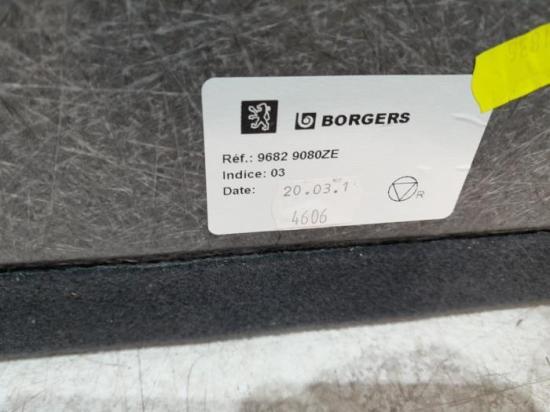 BORGERS
Réf.: 9682 9080ZE
Indice: 03
Date: 20.03.1
4606
R